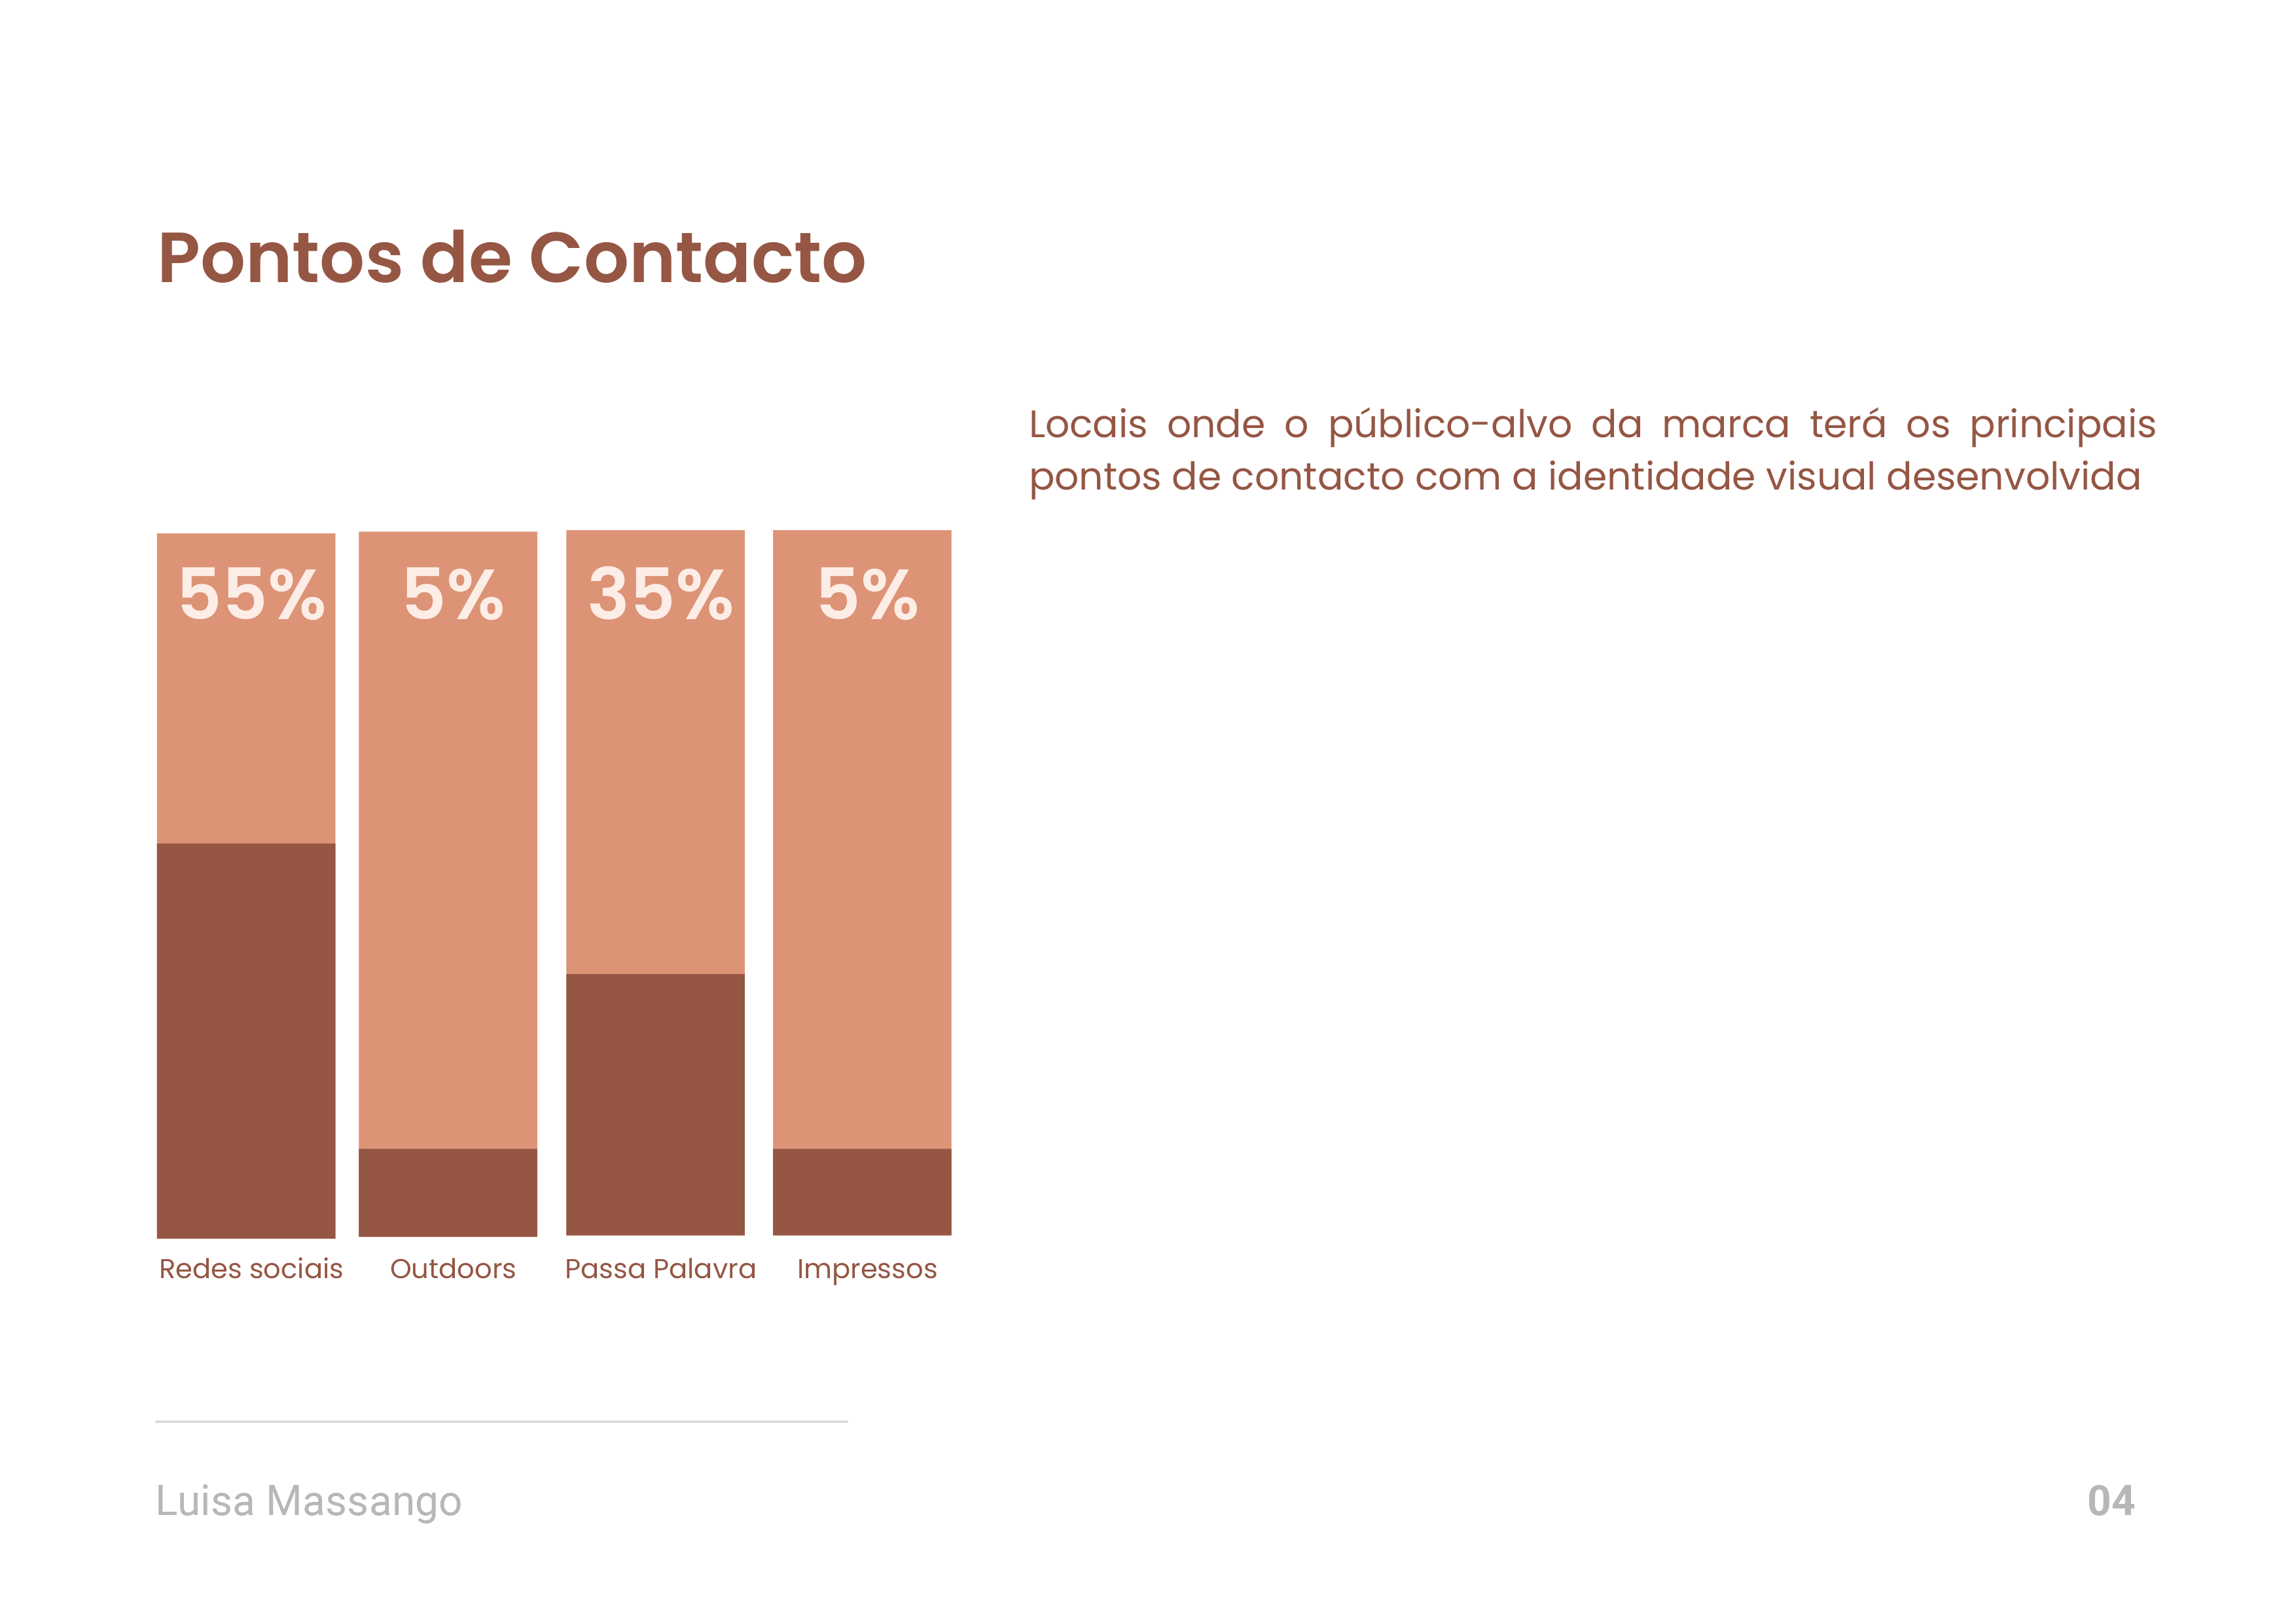 Pontos de Contacto
Locais onde o público-alvo da marca terá os principais
pontos de contacto com a identidade visual desenvolvida
55%
5%
35%
5%
Redes sociais
Outdoors
Passa Palavra
Impressos
Luisa Massango
04